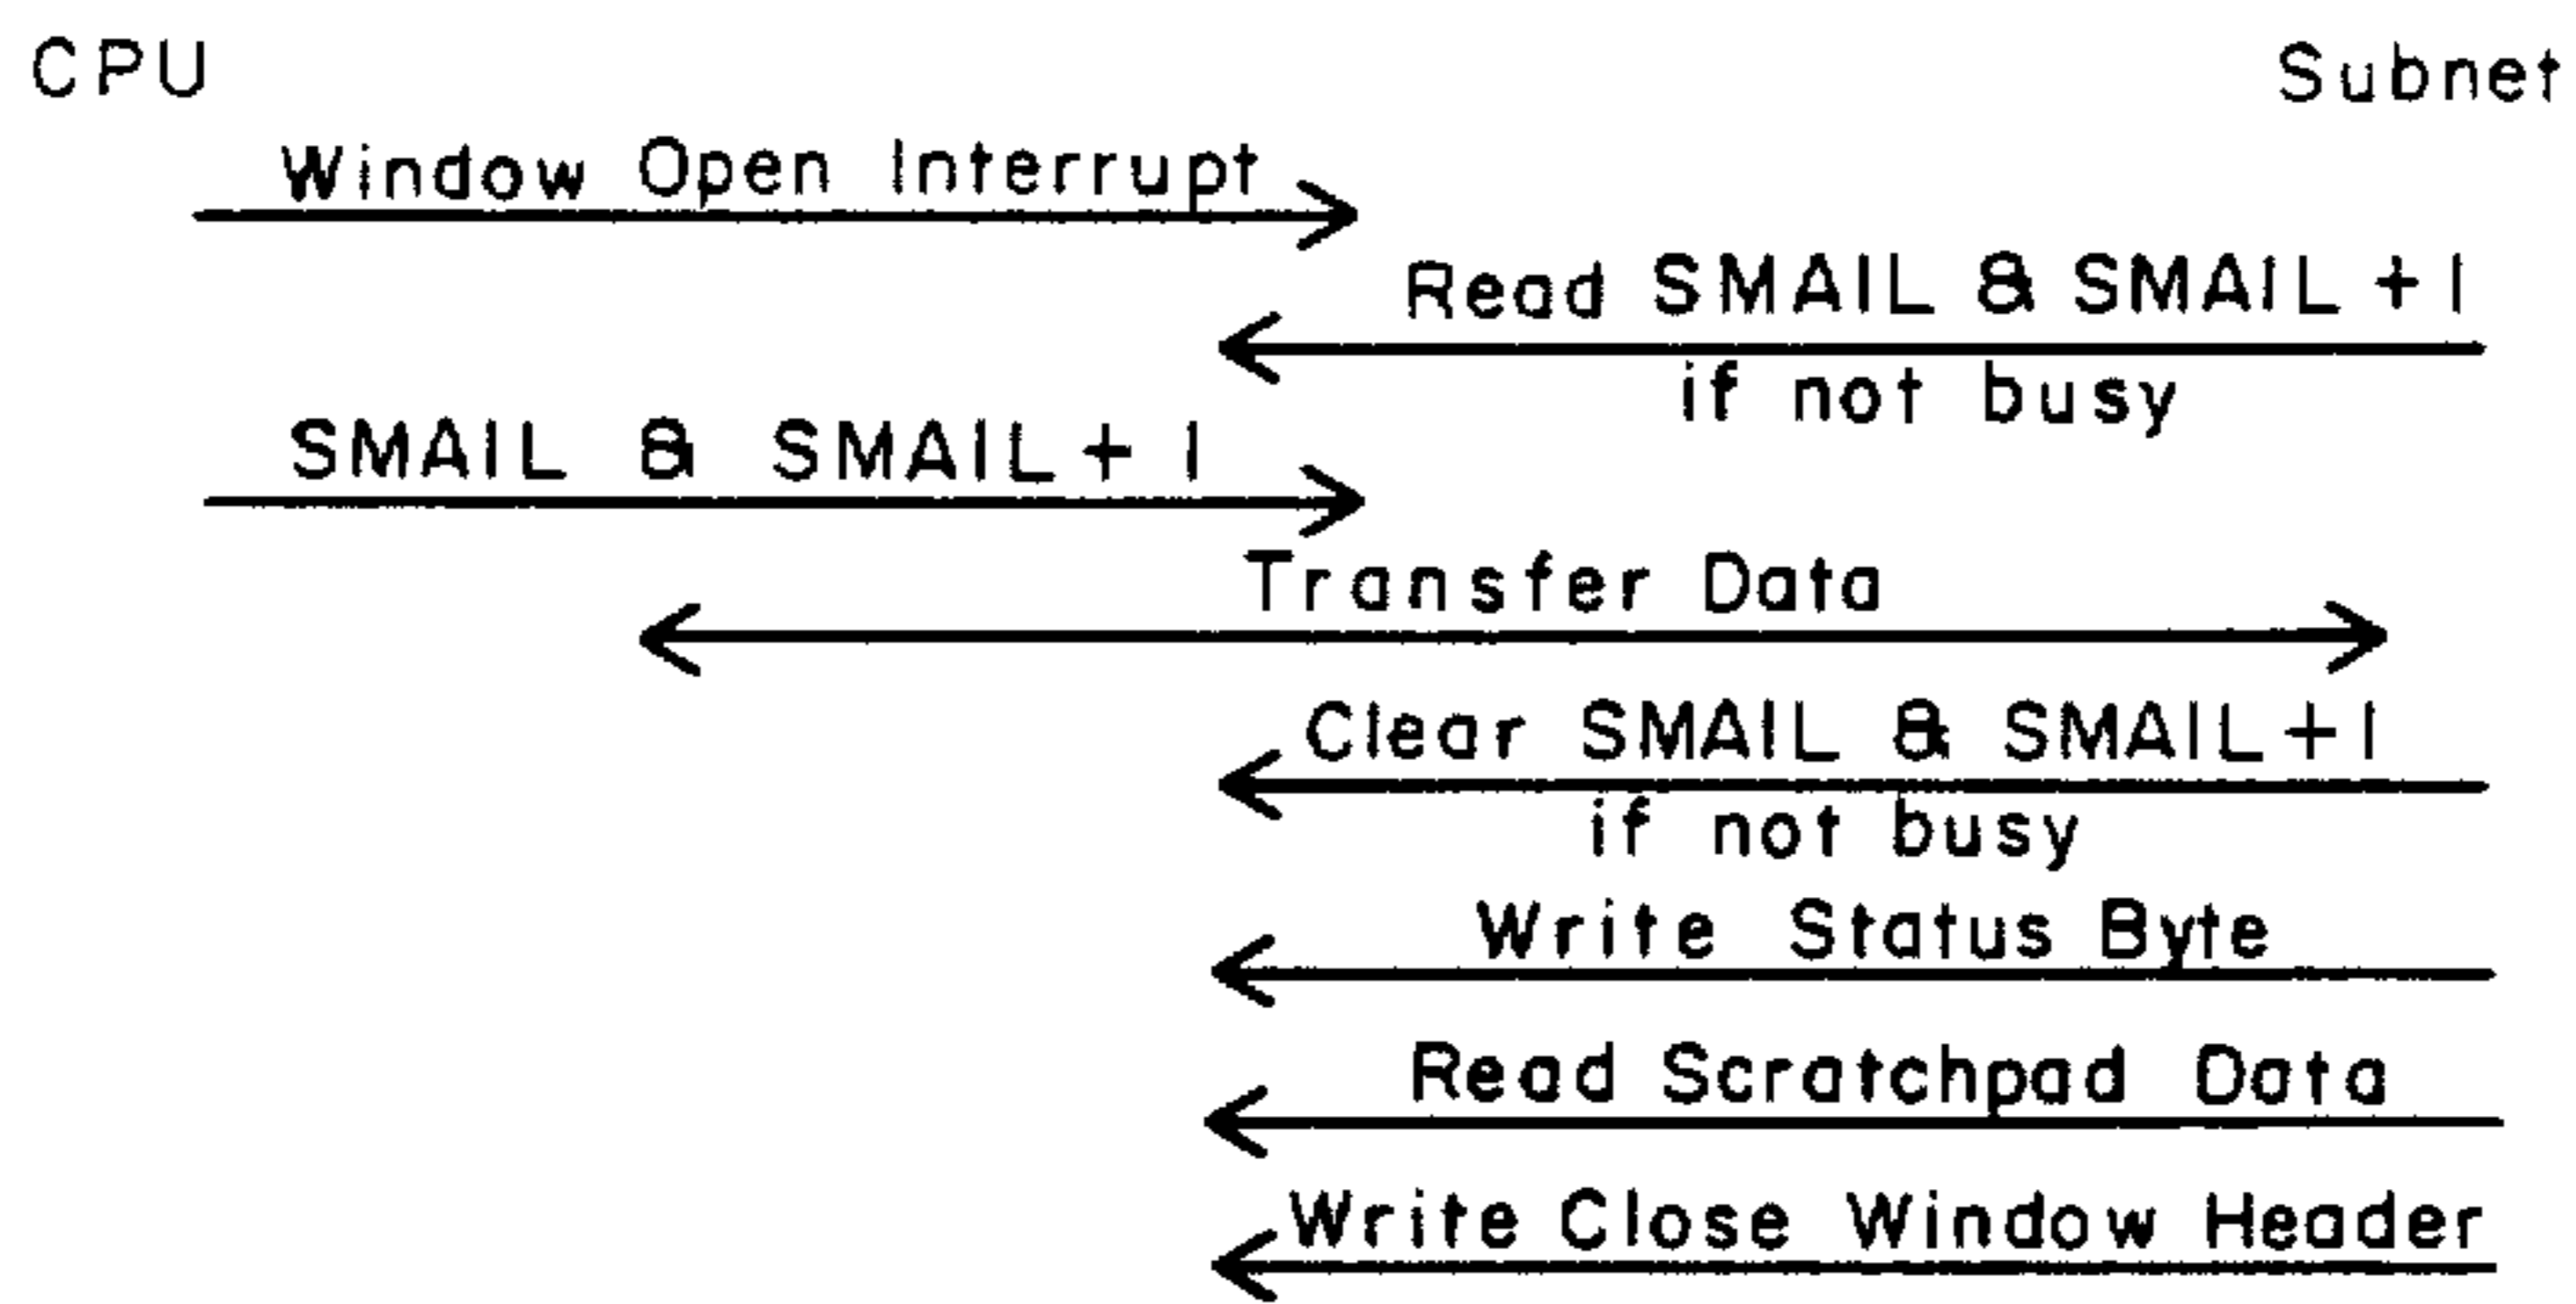 CPU
Subnet
Window Open Interrupt
Read SMAIL & SMAIL + 1
if not busy
SMAIL & SMAIL + 1
Transfer Data
Clear SMAIL & SMAIL + 1
if not busy
Write Status Byte
Read Scratchpad Data
Write Close Window Header